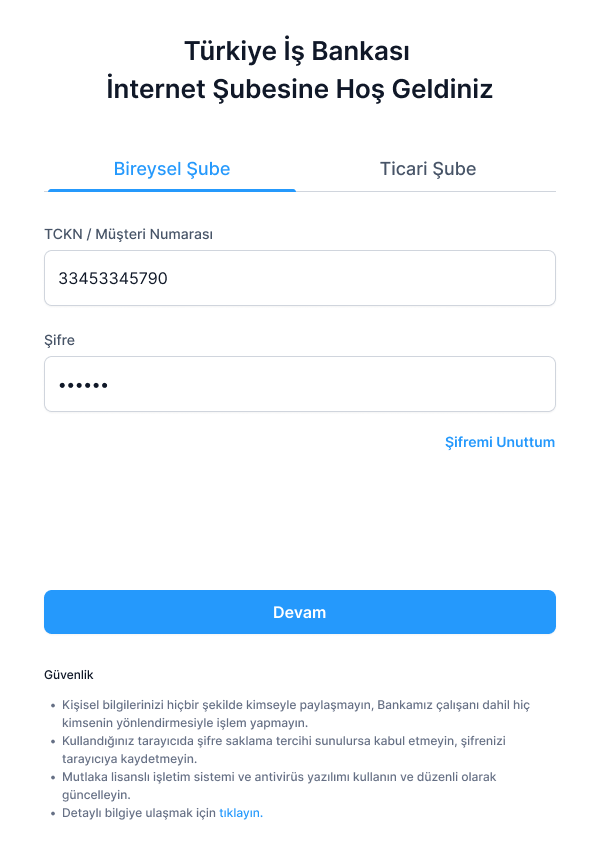 Türkiye İş Bankası
İnternet Şubesine Hoş Geldiniz
Bireysel Şube
Ticari Şube
TCKN / Müşteri Numarası
33453345790
Şifre
••••••
Şifremi Unuttum
Devam
Güvenlik
• Kişisel bilgilerinizi hiçbir şekilde kimseyle paylaşmayın, Bankamız çalışanı dahil hiç
kimsenin yönlendirmesiyle işlem yapmayın.
• Kullandığınız tarayıcıda şifre saklama tercihi sunulursa kabul etmeyin, şifrenizi
tarayıcıya kaydetmeyin.
• Mutlaka lisanslı işletim sistemi ve antivirüs yazılımı kullanın ve düzenli olarak
güncelleyin.
• Detaylı bilgiye ulaşmak için tıklayın.